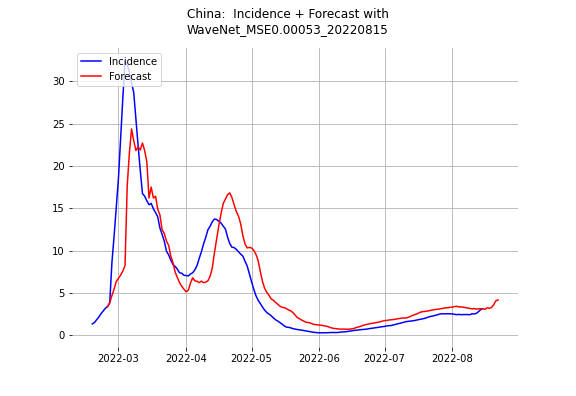 China:  Incidence + Forecast with
WaveNet_MSE0.00053_20220815
Incidence
Forecast
30
25
20
15
10
5
0
2022-03 2022-04 2022-05 2022-06 2022-07 2022-08